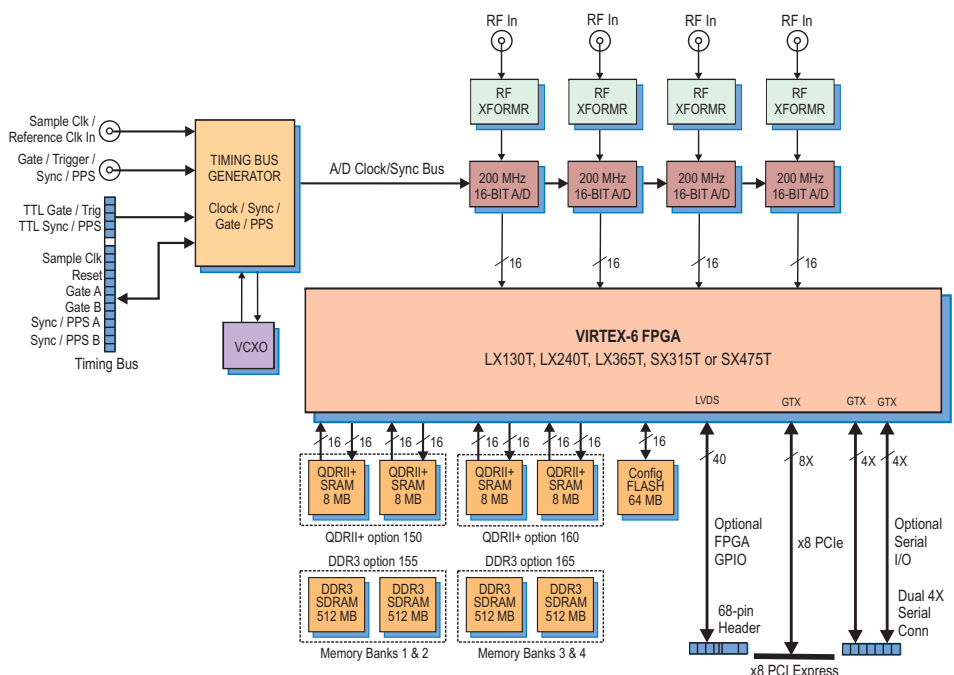 RF In
RF In
RF In
RF In
RF
XFORMR
RF
XFORMR
RF
XFORMR
RF
XFORMR
Sample Clk /
Reference Clk In
Gate / Trigger /
Sync / PPS
TTL Gate / Trig
TTL Sync / PPS
Sample Clk
Reset
Gate A
Gate B
Sync / PPS A
Sync / PPS B
Timing Bus
TIMING BUS
GENERATOR
Clock / Sync /
Gate / PPS
VCXO
A/D Clock/Sync Bus
200 MHz
16-BIT A/D
200 MHz
16-BIT A/D
200 MHz
16-BIT A/D
200 MHz
16-BIT A/D
16
16
16
16
VIRTEX-6 FPGA
LX130T, LX240T, LX365T, SX315T or SX475T
LVDS
GTX
GTX
GTX
16
16
16
16
16
16
16
16
16
40
8X
4X
4X
QDRII+
SRAM
8 MB
QDRII+
SRAM
8 MB
QDRII+
SRAM
8 MB
QDRII+
SRAM
8 MB
Config
FLASH
64 MB
QDRII+ option 150
QDRII+ option 160
DDR3 option 155
DDR3 option 165
DDR3
SDRAM
512 MB
DDR3
SDRAM
512 MB
DDR3
SDRAM
512 MB
DDR3
SDRAM
512 MB
Memory Banks 1 & 2
Memory Banks 3 & 4
Optional
FPGA
GPIO
68-pin
Header
x8 PCIe
x8 PCI Express
Optional
Serial
I/O
Dual 4X
Serial
Conn